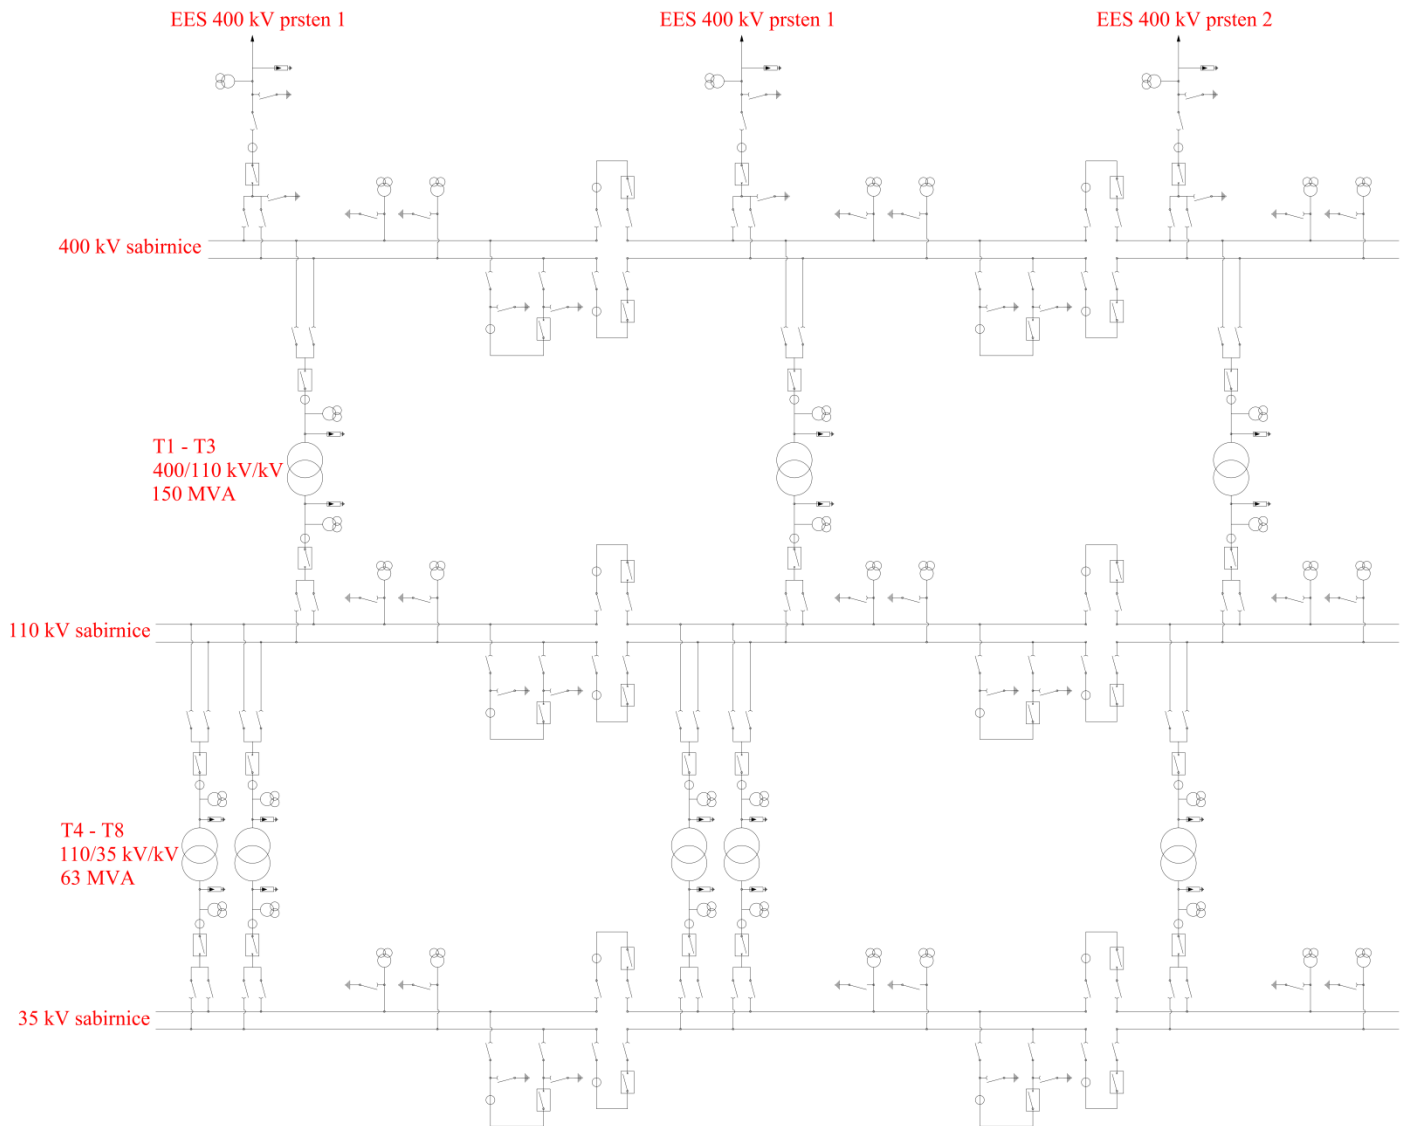 EES 400 kV prsten 1
EES 400 kV prsten 1
EES 400 kV prsten 2
400 kV sabirnice
T1 - T3
400/110 kV/kV
150 MVA
110 kV sabirnice
T4 - T8
110/35 kV/kV
63 MVA
35 kV sabirnice